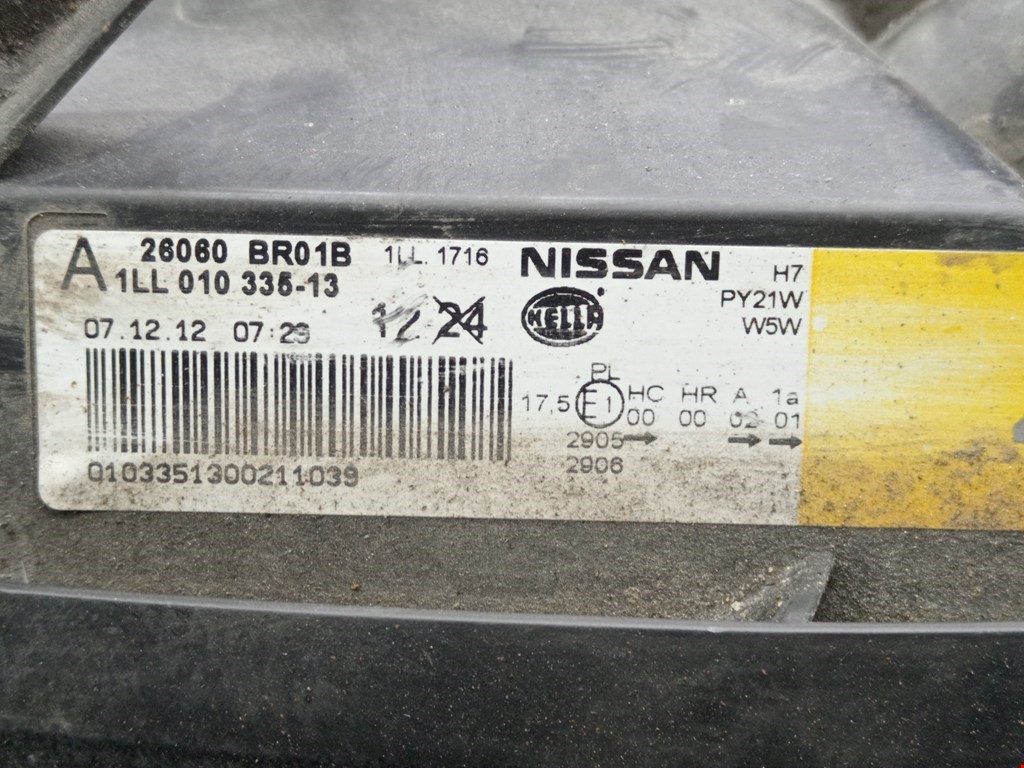 A
26060 BR01B 1LL. 1716 NISSAN H7
1LL 010 335-13 HELLA PY21W
07.12.12 07:23 12 24 W5W
PL
17,5 E1 HC HR A 1a
00 00 02 01
2905
2906
0103351300211039